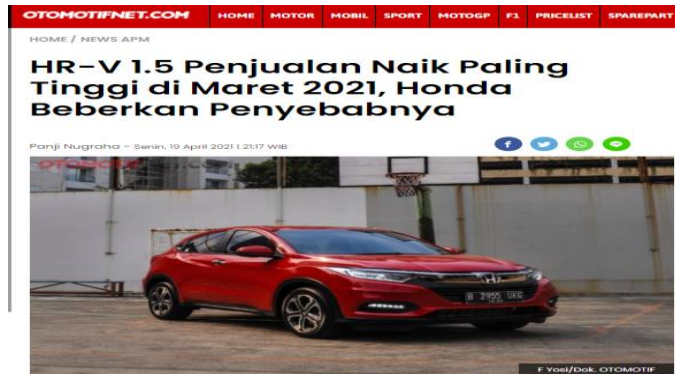 OTOMOTIFNET.COM HOME MOTOR MOBIL SPORT MOTOGP F1 PRICELIST SPAREPART
HOME / NEWS APM
HR-V 1.5 Penjualan Naik Paling
Tinggi di Maret 2021, Honda
Beberkan Penyebabnya
Panji Nugraha - Senin, 19 April 2021 | 21:17 WIB
B 2955 UKG
F Yosi/Dok. OTOMOTIF